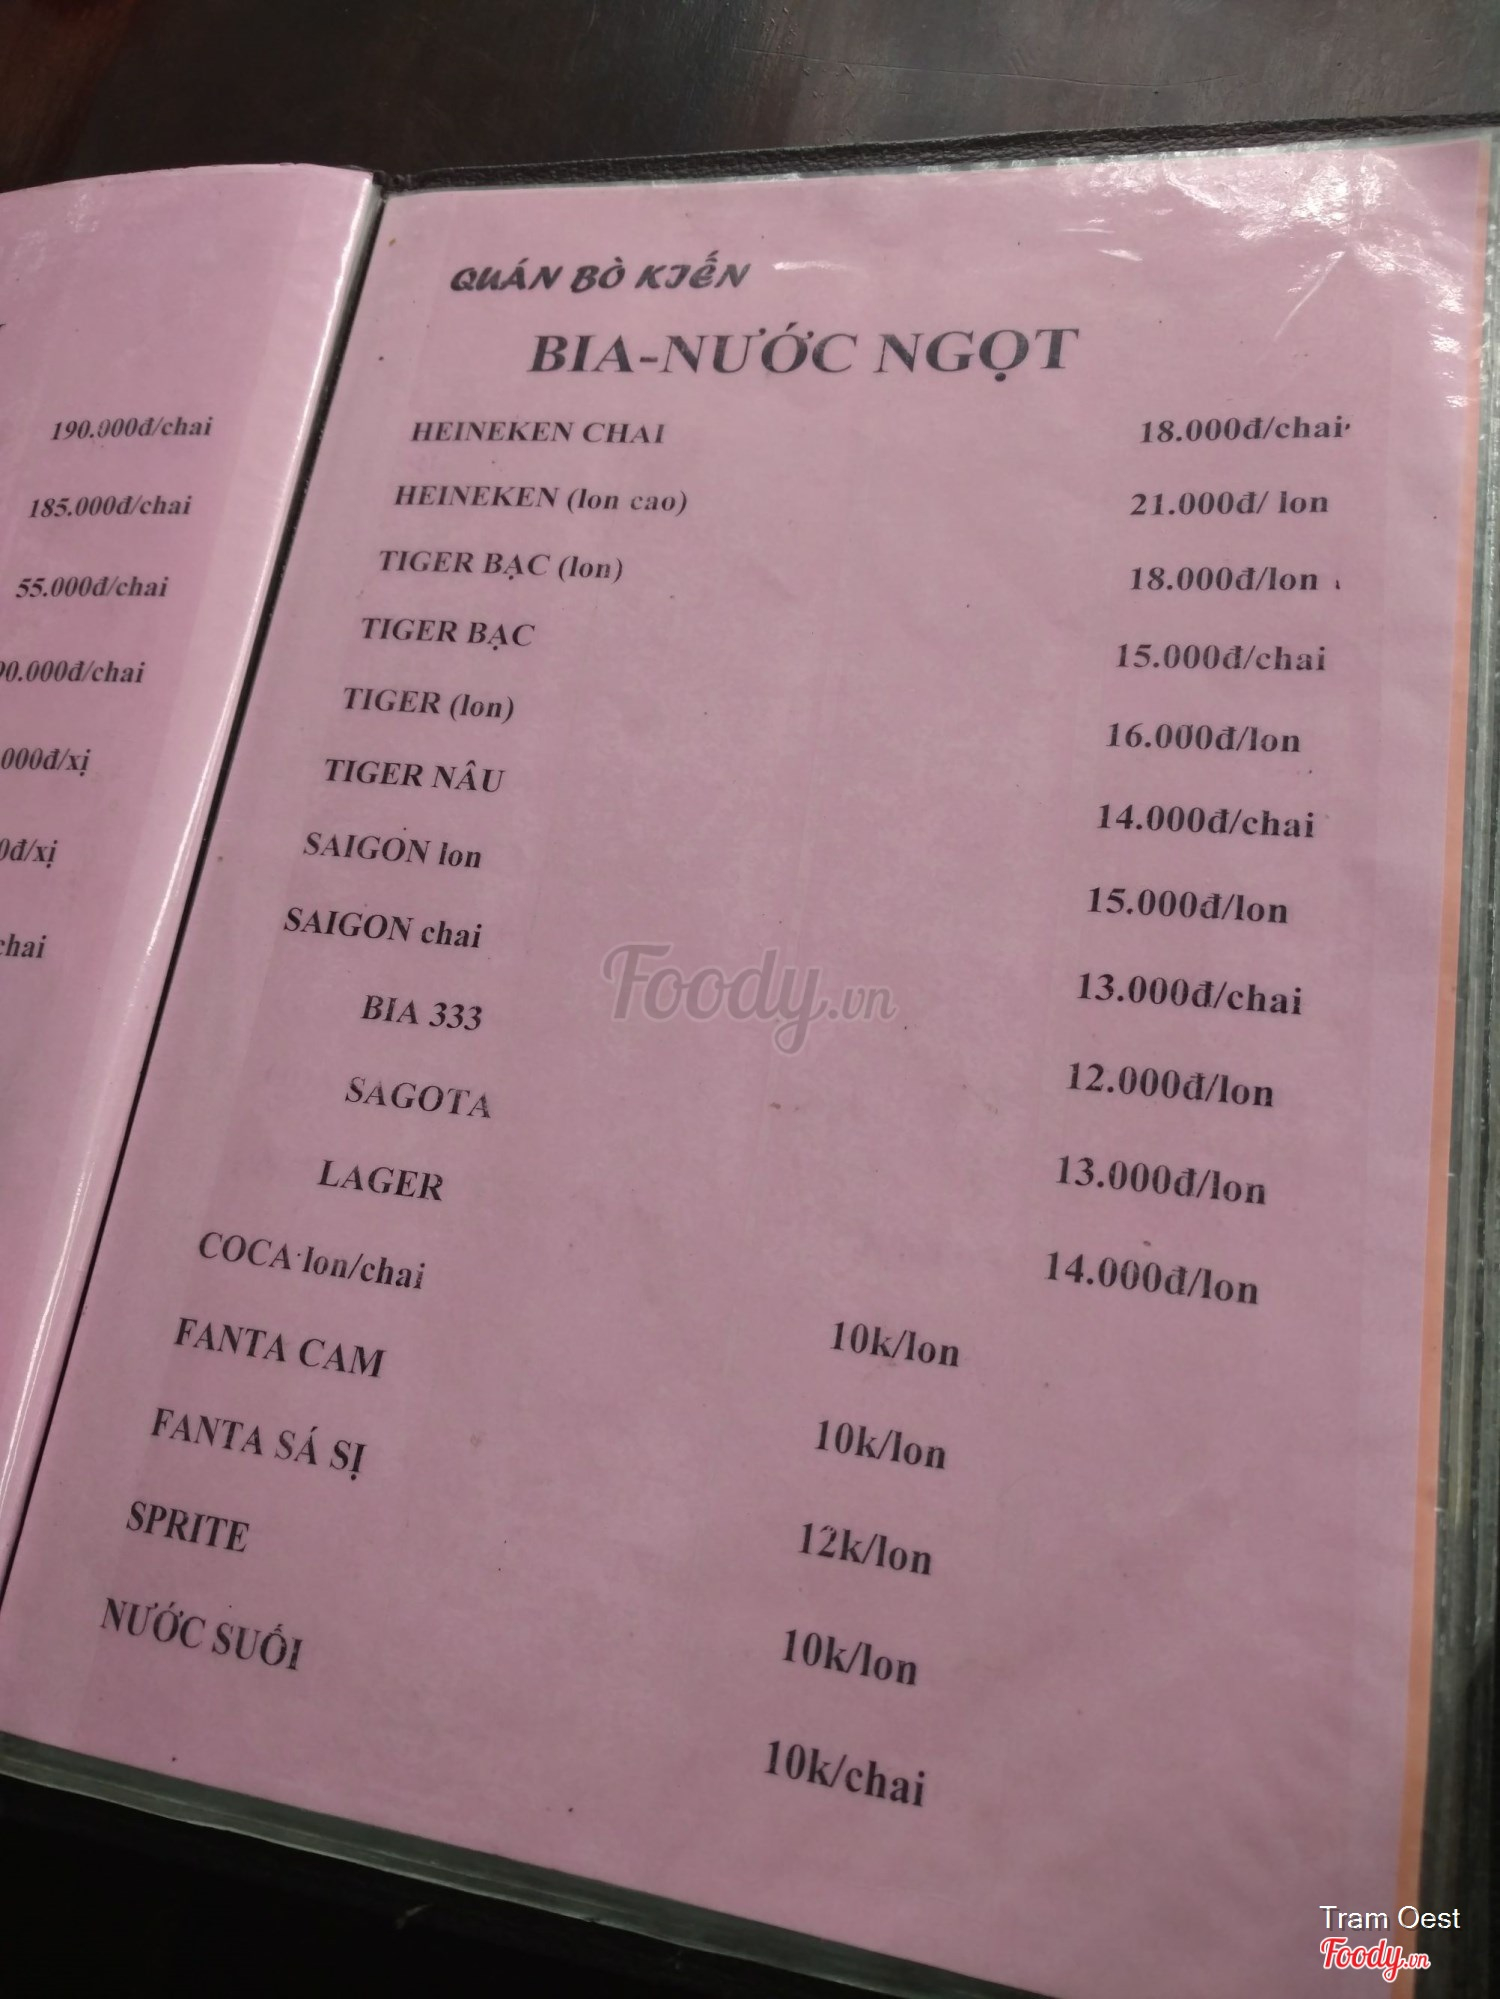 190.000đ/chai
185.000đ/chai
55.000đ/chai
00.000đ/chai
000đ/xị
0đ/xị
chai
QUÁN BÒ KIẾN
BIA-NƯỚC NGỌT
HEINEKEN CHAI 18.000đ/chai
HEINEKEN (lon cao) 21.000đ/ lon
TIGER BẠC (lon) 18.000đ/lon
TIGER BẠC 15.000đ/chai
TIGER (lon) 16.000đ/lon
TIGER NÂU 14.000đ/chai
SAIGON lon 15.000đ/lon
SAIGON chai 13.000đ/chai
BIA 333 12.000đ/lon
SAGOTA 13.000đ/lon
LAGER 14.000đ/lon
COCA lon/chai 10k/lon
FANTA CAM 10k/lon
FANTA SÁ SỊ 12k/lon
SPRITE 10k/lon
NƯỚC SUỐI 10k/chai
Foody.vn
Tram Oest
Foody.vn